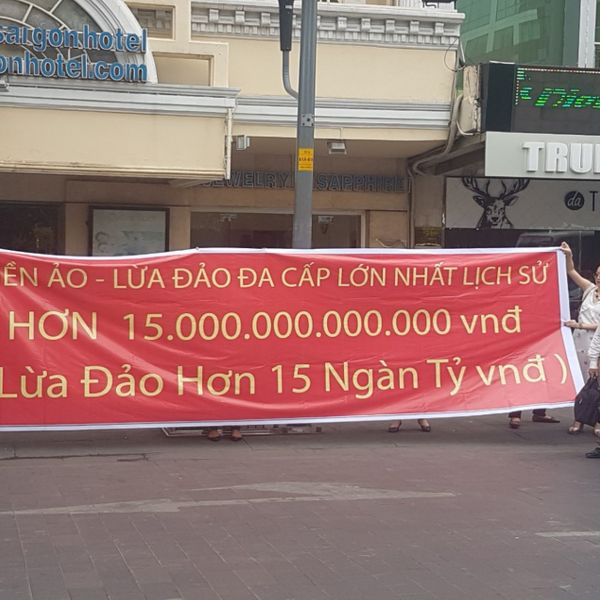 saigonhotel
onhotel.com
JEWELRY SAPPHIRE
TRU
da
T
ỀN ẢO - LỪA ĐẢO ĐA CẤP LỚN NHẤT LỊCH SỬ
HƠN 15.000.000.000.000 vnđ
Lừa Đảo Hơn 15 Ngàn Tỷ vnđ )